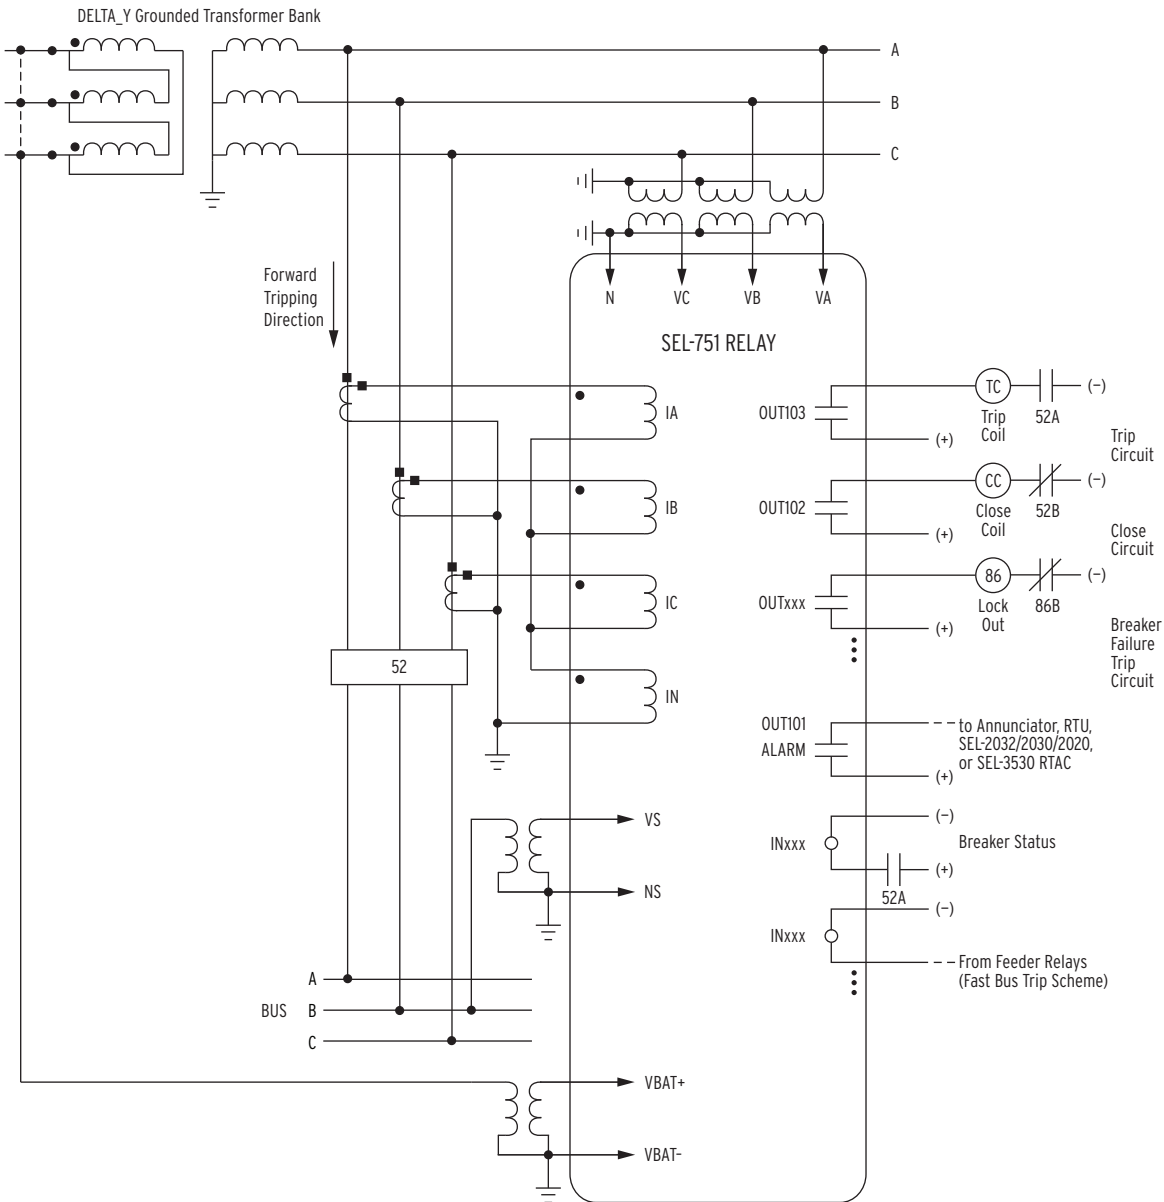 DELTA_Y Grounded Transformer Bank
A
B
C
Forward
Tripping
Direction
N
VC
VB
VA
SEL-751 RELAY
IA
IB
IC
IN
52
OUT103
TC
Trip
Coil
52A
(–)
(+)
Trip
Circuit
OUT102
CC
Close
Coil
52B
(–)
(+)
Close
Circuit
OUTxxx
86
Lock
Out
86B
(–)
(+)
Breaker
Failure
Trip
Circuit
OUT101
ALARM
to Annunciator, RTU,
SEL-2032/2030/2020,
or SEL-3530 RTAC
(+)
VS
NS
INxxx
(–)
Breaker Status
52A
(+)
INxxx
(–)
From Feeder Relays
(Fast Bus Trip Scheme)
A
BUS B
C
VBAT+
VBAT-